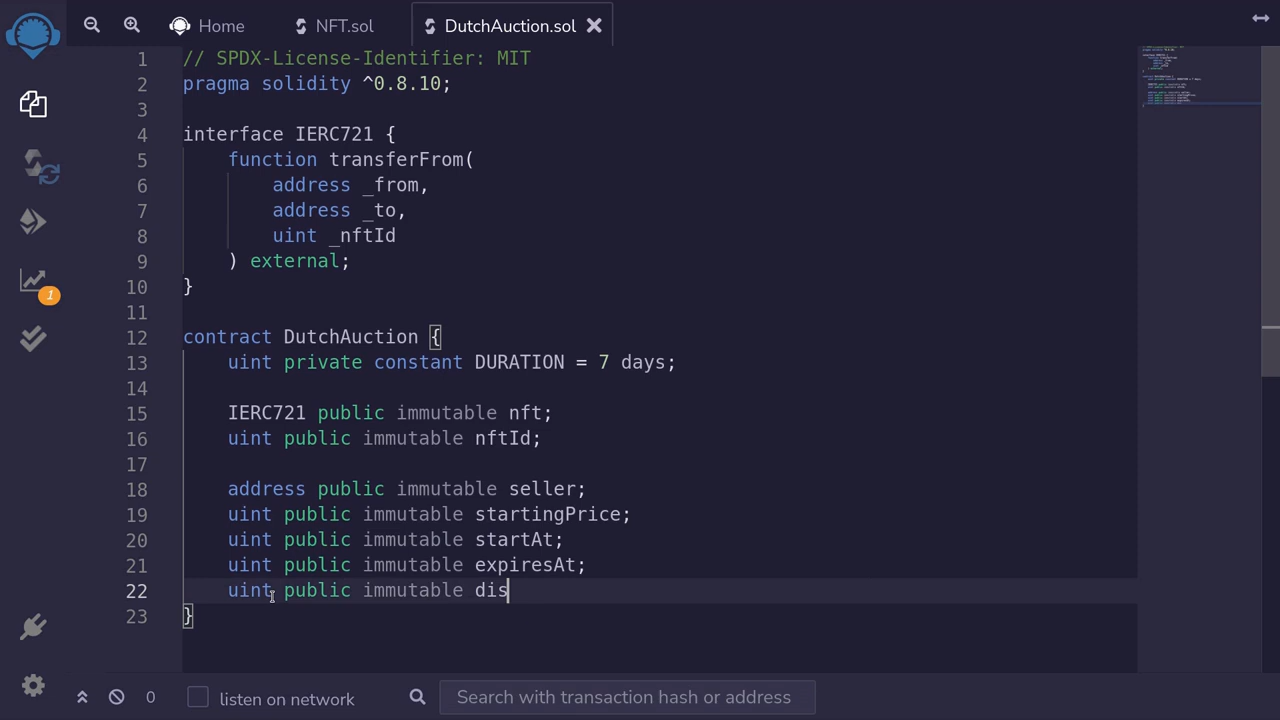 Home NFT.sol DutchAuction.sol
1 // SPDX-License-Identifier: MIT
2 pragma solidity ^0.8.10;
3
4 interface IERC721 {
5     function transferFrom(
6         address _from,
7         address _to,
8         uint _nftId
9     ) external;
10 }
11
12 contract DutchAuction {
13     uint private constant DURATION = 7 days;
14
15     IERC721 public immutable nft;
16     uint public immutable nftId;
17
18     address public immutable seller;
19     uint public immutable startingPrice;
20     uint public immutable startAt;
21     uint public immutable expiresAt;
22     uint public immutable dis
23 }
1
0 listen on network Search with transaction hash or address